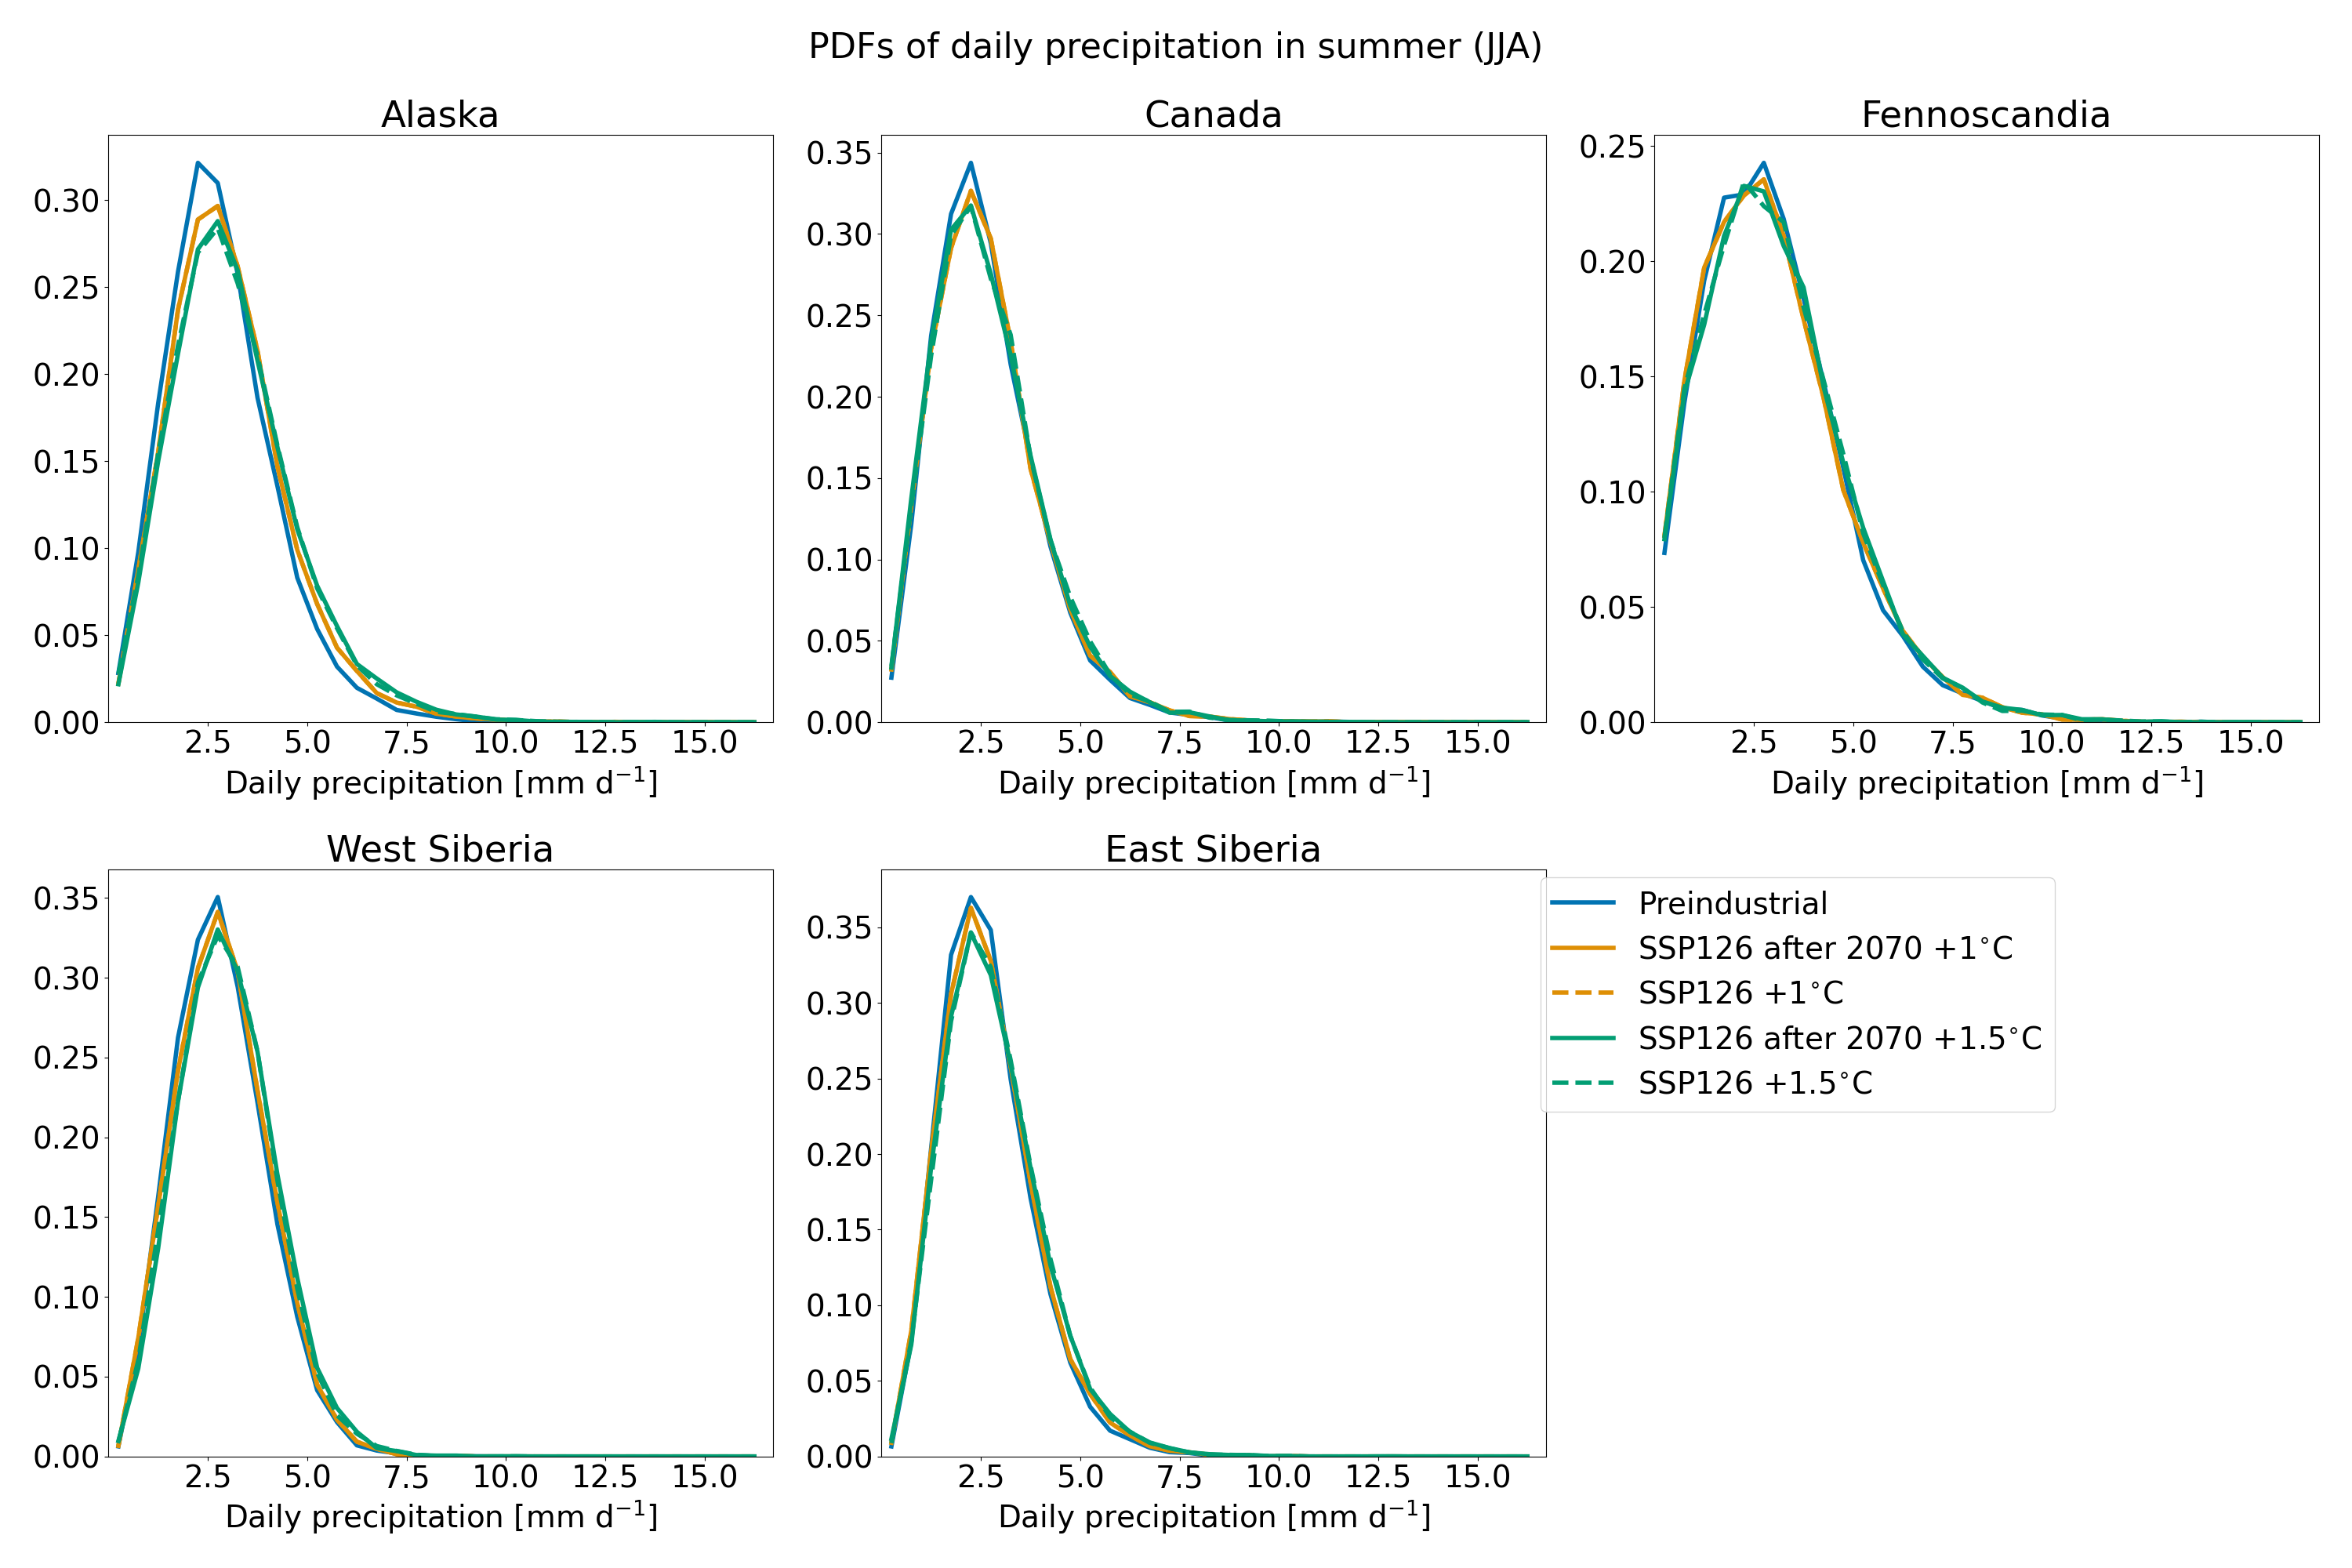 PDFs of daily precipitation in summer (JJA)
Alaska
0.30
0.25
0.20
0.15
0.10
0.05
0.00
2.5 5.0 7.5 10.0 12.5 15.0
Daily precipitation [mm d⁻¹]
Canada
0.35
0.30
0.25
0.20
0.15
0.10
0.05
0.00
2.5 5.0 7.5 10.0 12.5 15.0
Daily precipitation [mm d⁻¹]
Fennoscandia
0.25
0.20
0.15
0.10
0.05
0.00
2.5 5.0 7.5 10.0 12.5 15.0
Daily precipitation [mm d⁻¹]
West Siberia
0.35
0.30
0.25
0.20
0.15
0.10
0.05
0.00
2.5 5.0 7.5 10.0 12.5 15.0
Daily precipitation [mm d⁻¹]
East Siberia
0.35
0.30
0.25
0.20
0.15
0.10
0.05
0.00
2.5 5.0 7.5 10.0 12.5 15.0
Daily precipitation [mm d⁻¹]
Preindustrial
SSP126 after 2070 +1°C
SSP126 +1°C
SSP126 after 2070 +1.5°C
SSP126 +1.5°C